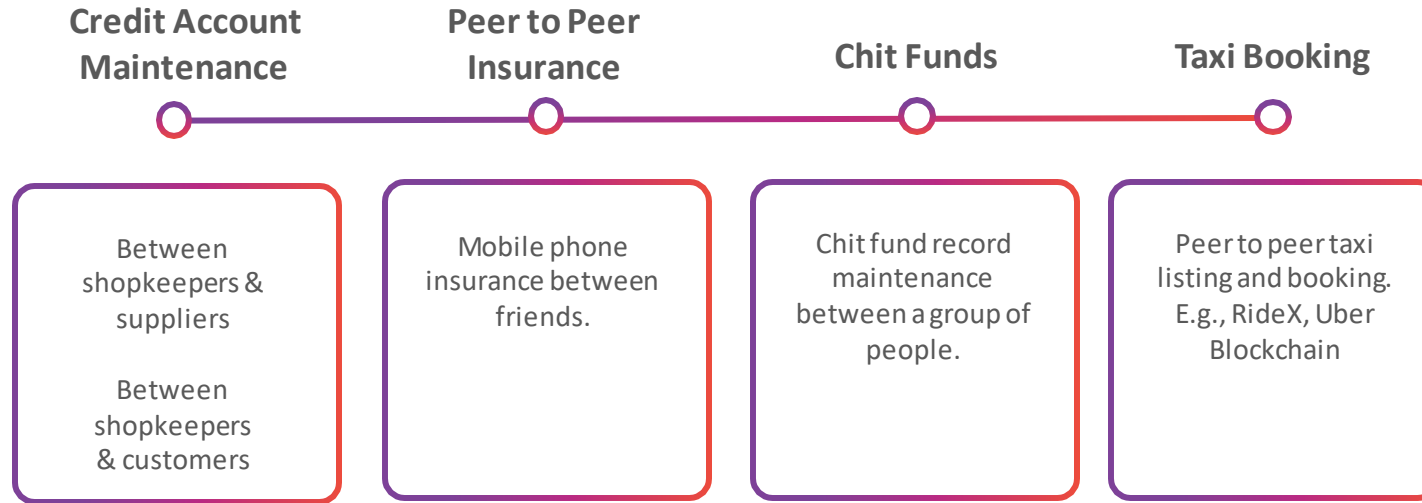 Credit Account
Maintenance
Peer to Peer
Insurance
Chit Funds
Taxi Booking
Between
shopkeepers &
suppliers
Between
shopkeepers
& customers
Mobile phone
insurance between
friends.
Chit fund record
maintenance
between a group of
people.
Peer to peer taxi
listing and booking.
E.g., RideX, Uber
Blockchain